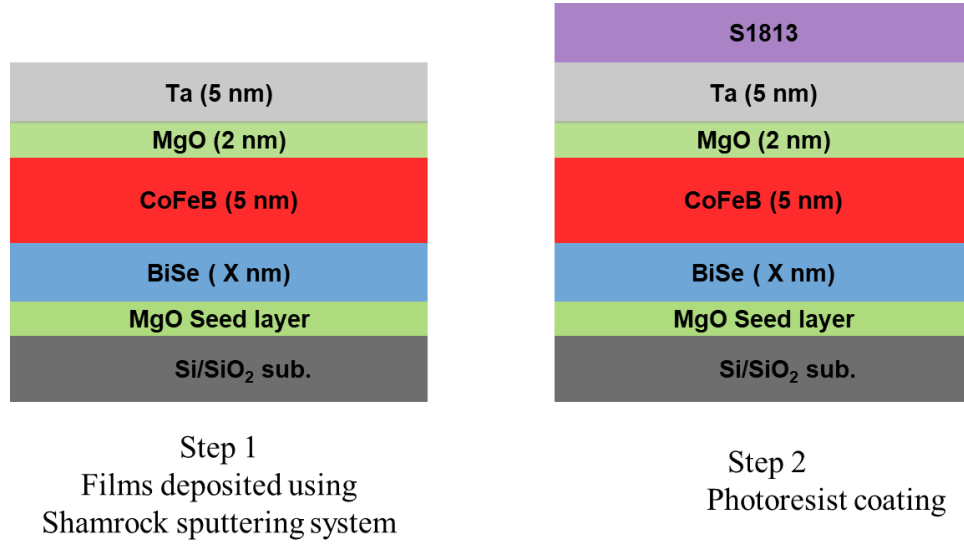 Ta (5 nm)
MgO (2 nm)
CoFeB (5 nm)
BiSe ( X nm)
MgO Seed layer
Si/SiO₂ sub.
Step 1
Films deposited using
Shamrock sputtering system
S1813
Ta (5 nm)
MgO (2 nm)
CoFeB (5 nm)
BiSe ( X nm)
MgO Seed layer
Si/SiO₂ sub.
Step 2
Photoresist coating